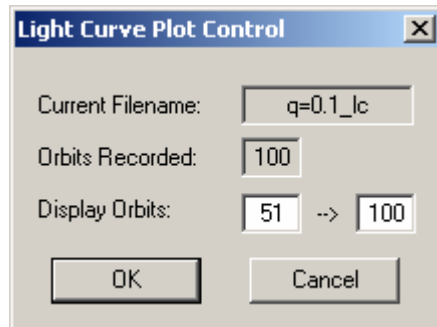 Light Curve Plot Control
Current Filename: q=0.1_lc
Orbits Recorded: 100
Display Orbits: 51 --> 100
OK Cancel